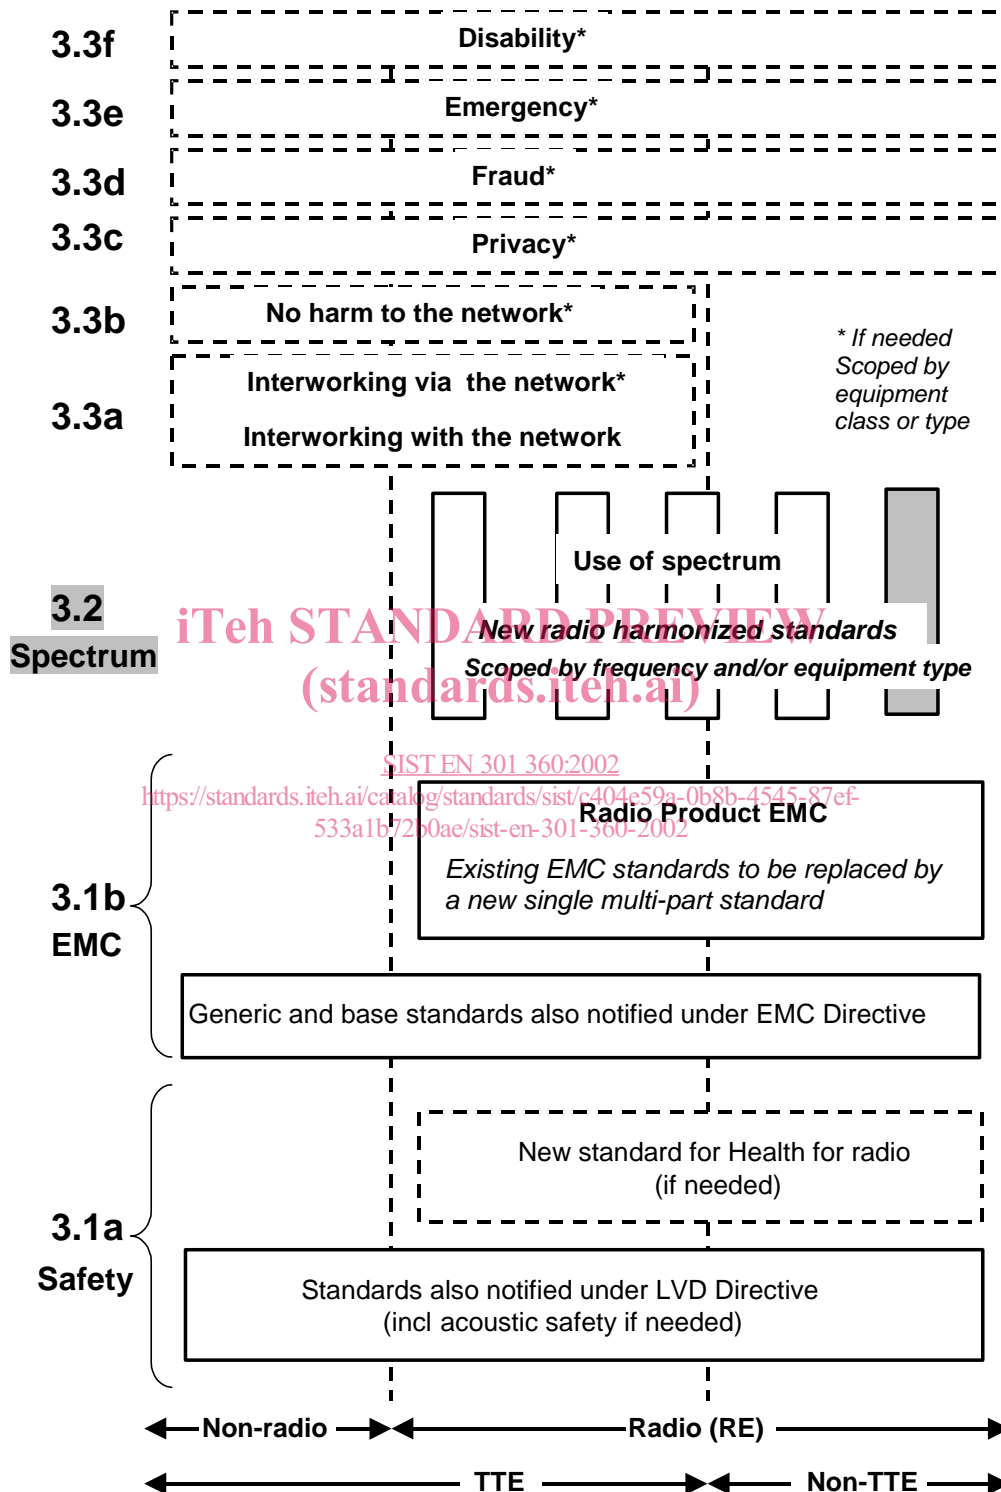 3.3f
Disability*
3.3e
Emergency*
3.3d
Fraud*
3.3c
Privacy*
3.3b
No harm to the network*
* If needed
Scoped by
equipment
class or type
3.3a
Interworking via the network*
Interworking with the network
Use of spectrum
3.2
Spectrum
New radio harmonized standards
Scoped by frequency and/or equipment type
iTeh STANDARD PREVIEW
(standards.iteh.ai)
SIST EN 301 360:2002
https://standards.iteh.ai/catalog/standards/sist/c404e59a-0b8b-4545-87ef-
533a1b72b0ae/sist-en-301-360-2002
Radio Product EMC
Existing EMC standards to be replaced by
a new single multi-part standard
3.1b
EMC
Generic and base standards also notified under EMC Directive
New standard for Health for radio
(if needed)
3.1a
Safety
Standards also notified under LVD Directive
(incl acoustic safety if needed)
Non-radio
Radio (RE)
TTE
Non-TTE